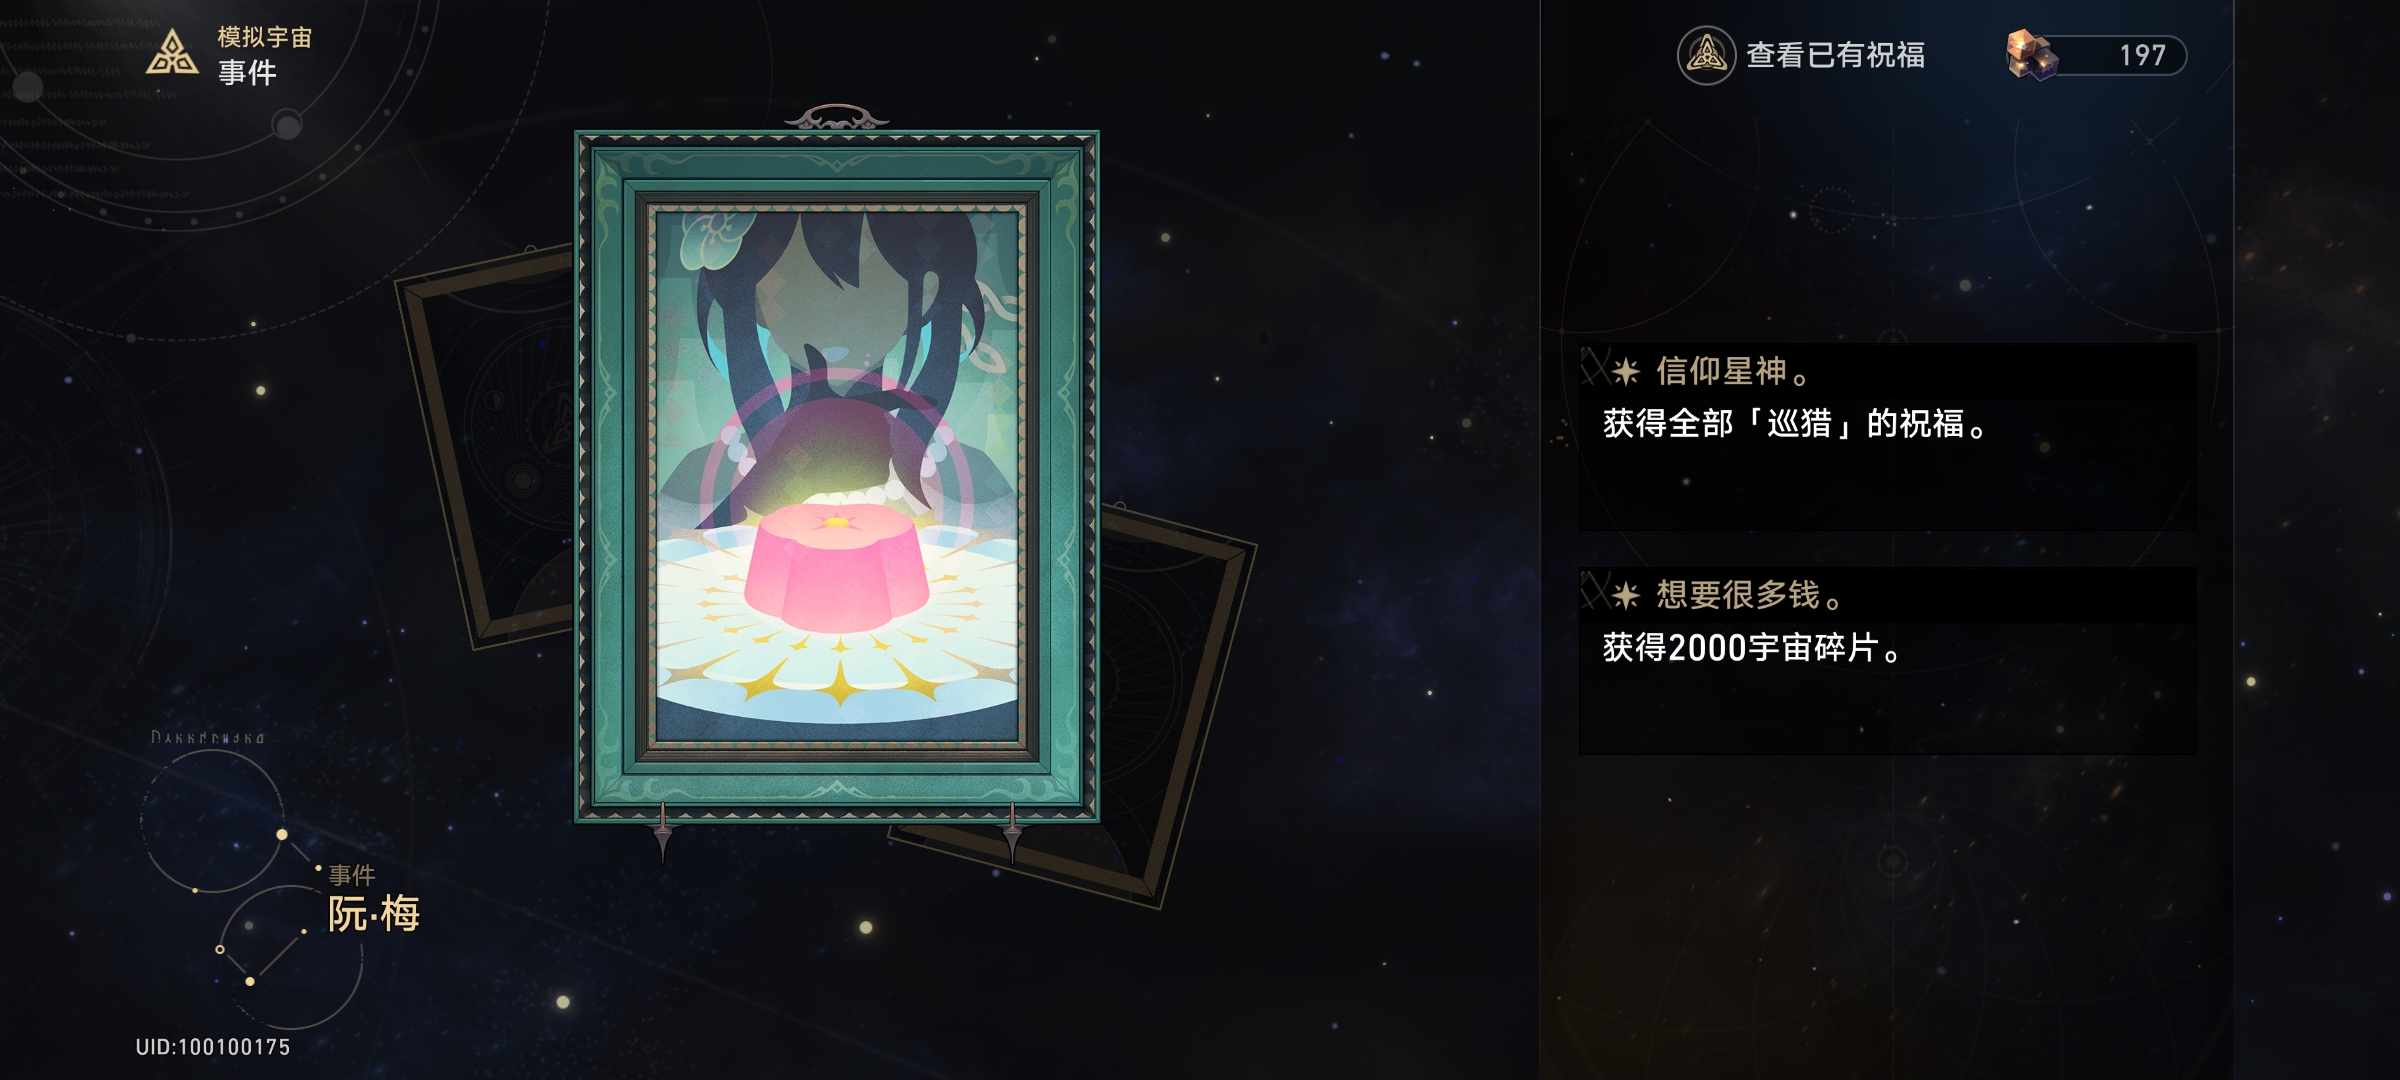 模拟宇宙
事件
查看已有祝福
197
信仰星神。
获得全部「巡猎」的祝福。
想要很多钱。
获得2000宇宙碎片。
事件
阮·梅
UID:100100175